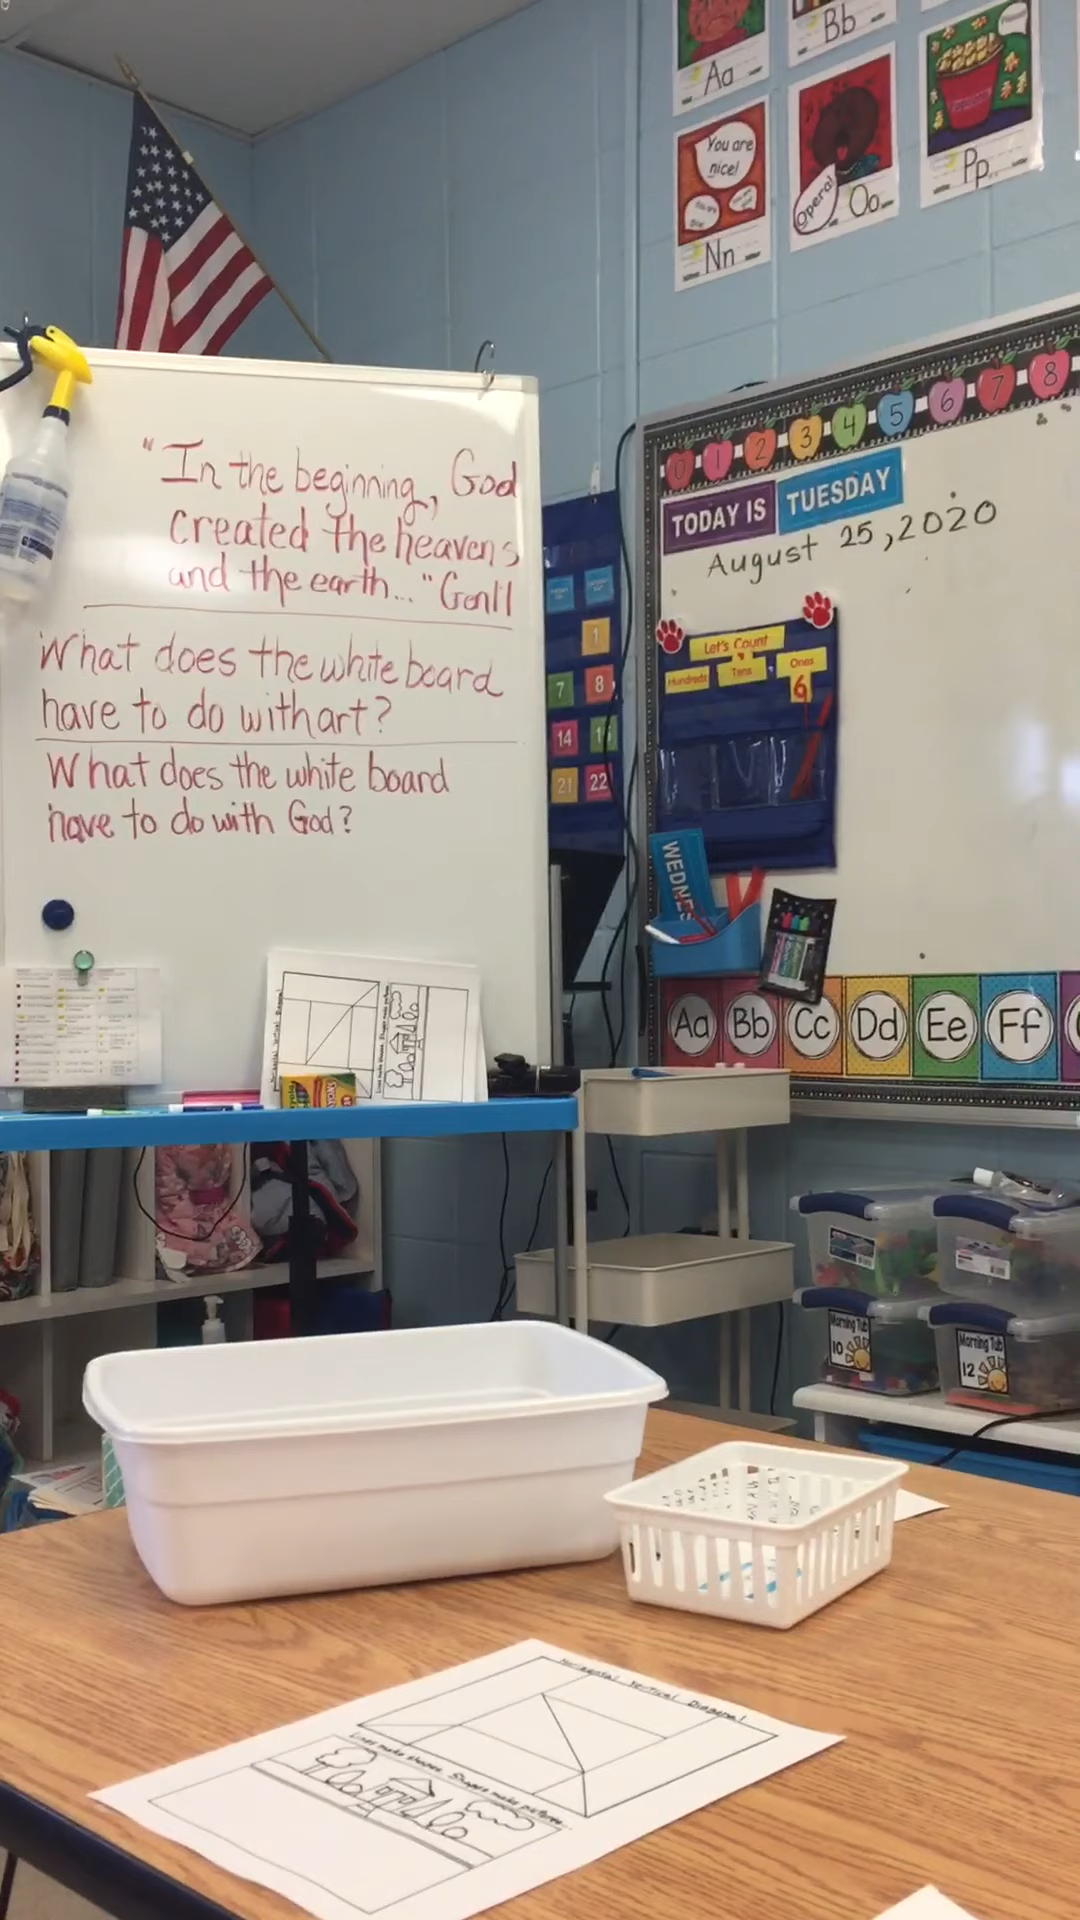 Aa
Bb
You are
nice!
Nn
Opera!
Oo
Pp
"In the beginning, God
created the heavens
and the earth..." Gen 1:1
What does the white board
have to do with art?
What does the white board
have to do with God?
0 1 2 3 4 5 6 7 8
TODAY IS TUESDAY
August 25, 2020
Let's Count
Hundreds Tens Ones
6
1
7 8
14
21 22
WEDNES
Aa Bb Cc Dd Ee Ff
Morning Tub
10
Morning Tub
12
Horizontal Vertical Diagonal
Lines make shapes. Shapes make pictures...